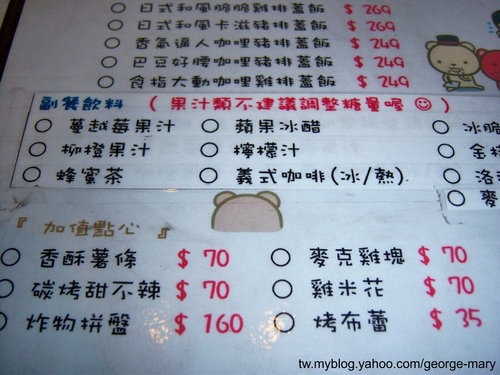 日式和風脆脆雞排蓋飯 $ 269
日式和風卡滋豬排蓋飯 $ 269
香氣逼人咖哩豬排蓋飯 $ 249
巴豆好腰咖哩豬排蓋飯 $ 249
食指大動咖哩雞排蓋飯 $ 249
副餐飲料 ( 果汁類不建議調整糖量喔 )
蔓越莓果汁 蘋果冰醋 冰脆
柳橙果汁 檸檬汁 金桔
蜂蜜茶 義式咖啡(冰/熱) 洛
麥
『 加值點心 』
香酥薯條 $ 70 麥克雞塊 $ 70
碳烤甜不辣 $ 70 雞米花 $ 70
炸物拼盤 $ 160 烤布蕾 $ 35
tw.myblog.yahoo.com/george-mary